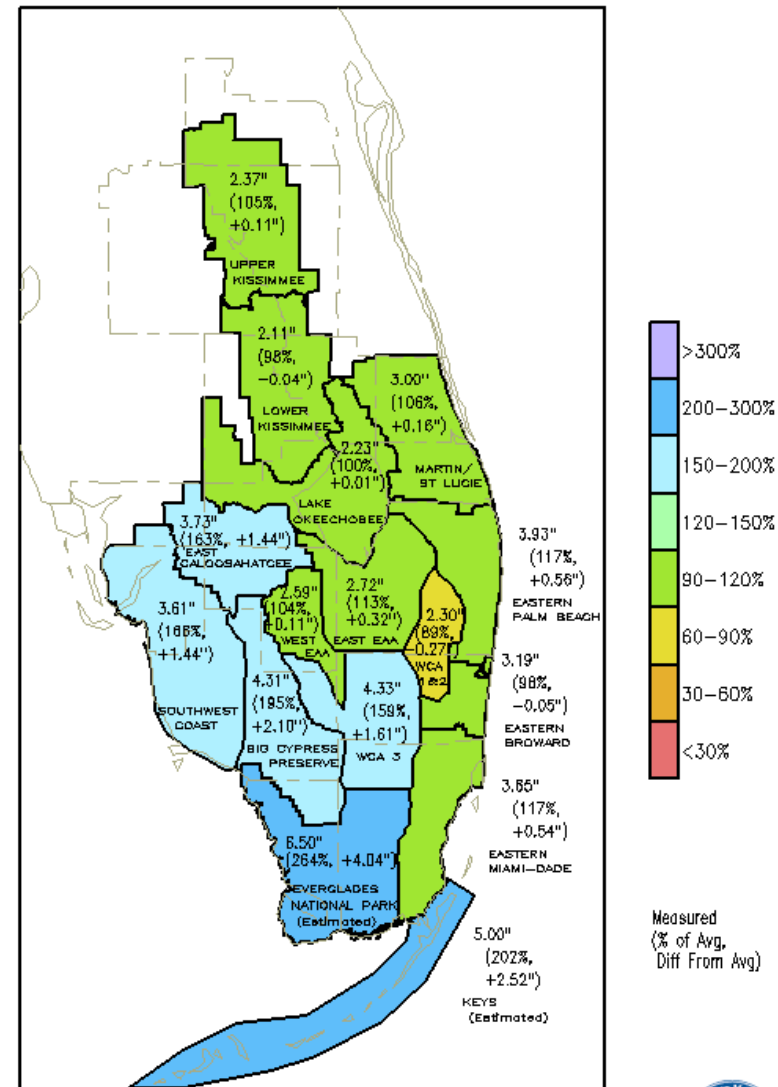 2.37"
(105%,
+0.11")
UPPER
KISSIMMEE
2.11"
(98%,
−0.04")
LOWER
KISSIMMEE
3.00"
(106%,
+0.16")
MARTIN/
ST LUCIE
2.23"
(100%,
+0.01")
LAKE
OKEECHOBEE
3.73"
(163%, +1.44")
EAST
CALOOSAHATCEE
3.61"
(166%,
+1.44")
SOUTHWEST
COAST
2.59"
(104%,
+0.11")
WEST
EAA
2.72"
(113%,
+0.32")
EAST EAA
2.30"
(89%,
-0.27")
WCA
1&2
3.93"
(117%,
+0.56")
EASTERN
PALM BEACH
4.31"
(195%,
+2.10")
BIG CYPRESS
PRESERVE
4.33"
(159%,
+1.61")
WCA 3
3.19"
(98%,
−0.05")
EASTERN
BROWARD
3.65"
(117%,
+0.54")
EASTERN
MIAMI−DADE
6.50"
(264%, +4.04")
EVERGLADES
NATIONAL PARK
(Estimated)
5.00"
(202%,
+2.52")
KEYS
(Estimated)
>300%
200−300%
150−200%
120−150%
90−120%
60−90%
30−60%
<30%
Measured
(% of Avg,
Diff From Avg)